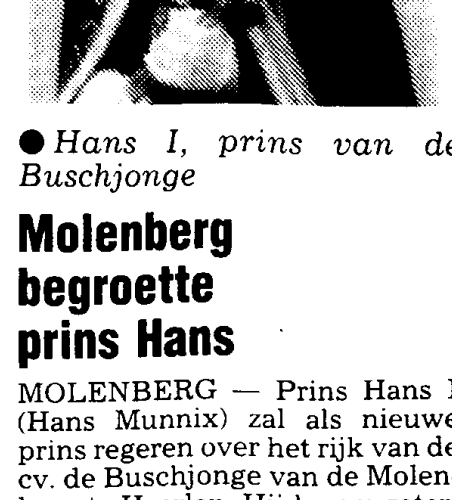 ● Hans I, prins van de
Buschjonge
Molenberg
begroette
prins Hans
MOLENBERG — Prins Hans I
(Hans Munnix) zal als nieuwe
prins regeren over het rijk van de
cv. de Buschjonge van de Molen-